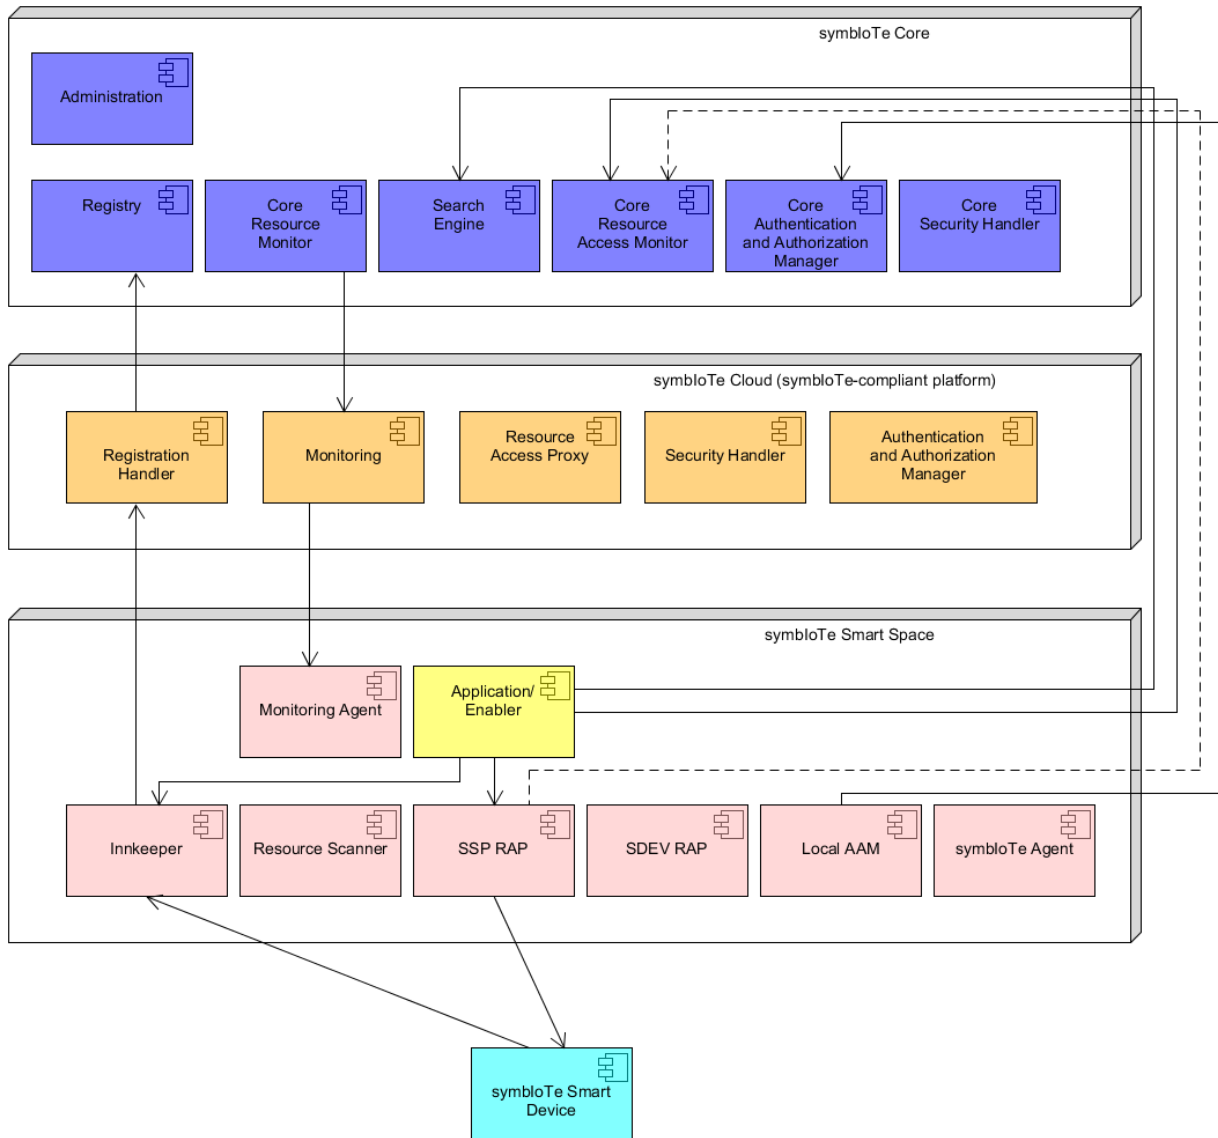 symbIoTe Core
Administration
Registry
Core
Resource
Monitor
Search
Engine
Core
Resource
Access Monitor
Core
Authentication
and Authorization
Manager
Core
Security Handler
symbIoTe Cloud (symbIoTe-compliant platform)
Registration
Handler
Monitoring
Resource
Access Proxy
Security Handler
Authentication
and Authorization
Manager
symbIoTe Smart Space
Monitoring Agent
Application/
Enabler
Innkeeper
Resource Scanner
SSP RAP
SDEV RAP
Local AAM
symbIoTe Agent
symbIoTe Smart
Device